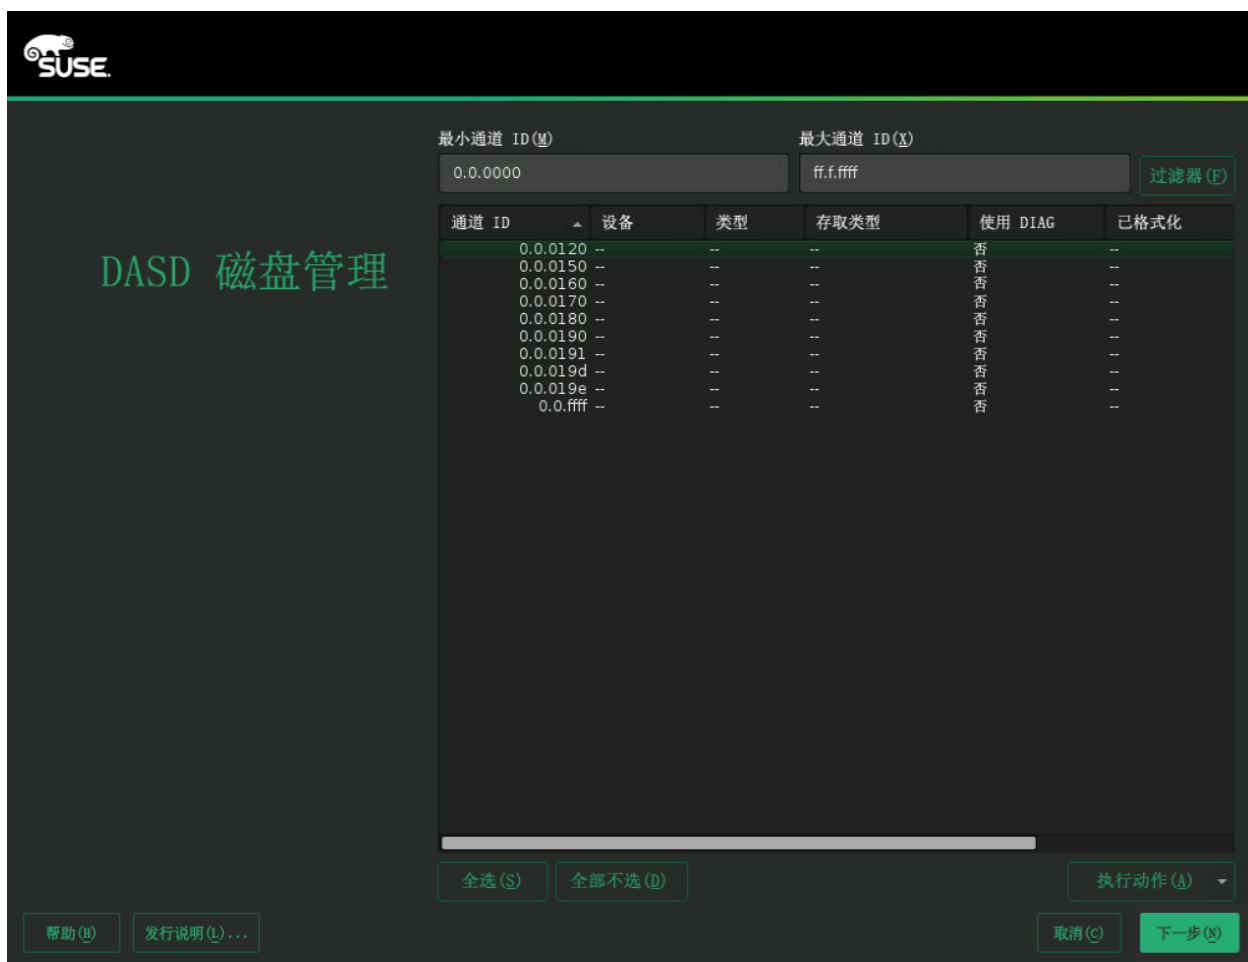 SUSE.
最小通道 ID(M) 最大通道 ID(X)
0.0.0000 ff.f.ffff 过滤器(F)
通道 ID 设备 类型 存取类型 使用 DIAG 已格式化
DASD 磁盘管理
0.0.0120 -- -- -- 否 --
0.0.0150 -- -- -- 否 --
0.0.0160 -- -- -- 否 --
0.0.0170 -- -- -- 否 --
0.0.0180 -- -- -- 否 --
0.0.0190 -- -- -- 否 --
0.0.0191 -- -- -- 否 --
0.0.019d -- -- -- 否 --
0.0.019e -- -- -- 否 --
0.0.ffff -- -- -- 否 --
全选(S) 全部不选(D) 执行动作(A)
帮助(H) 发行说明(L)... 取消(C) 下一步(N)